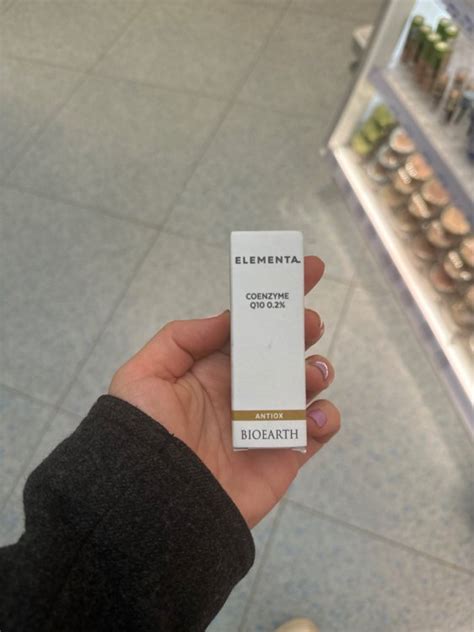 ELEMENTA.
COENZYME
Q10 0.2%
ANTIOX
BIOEARTH